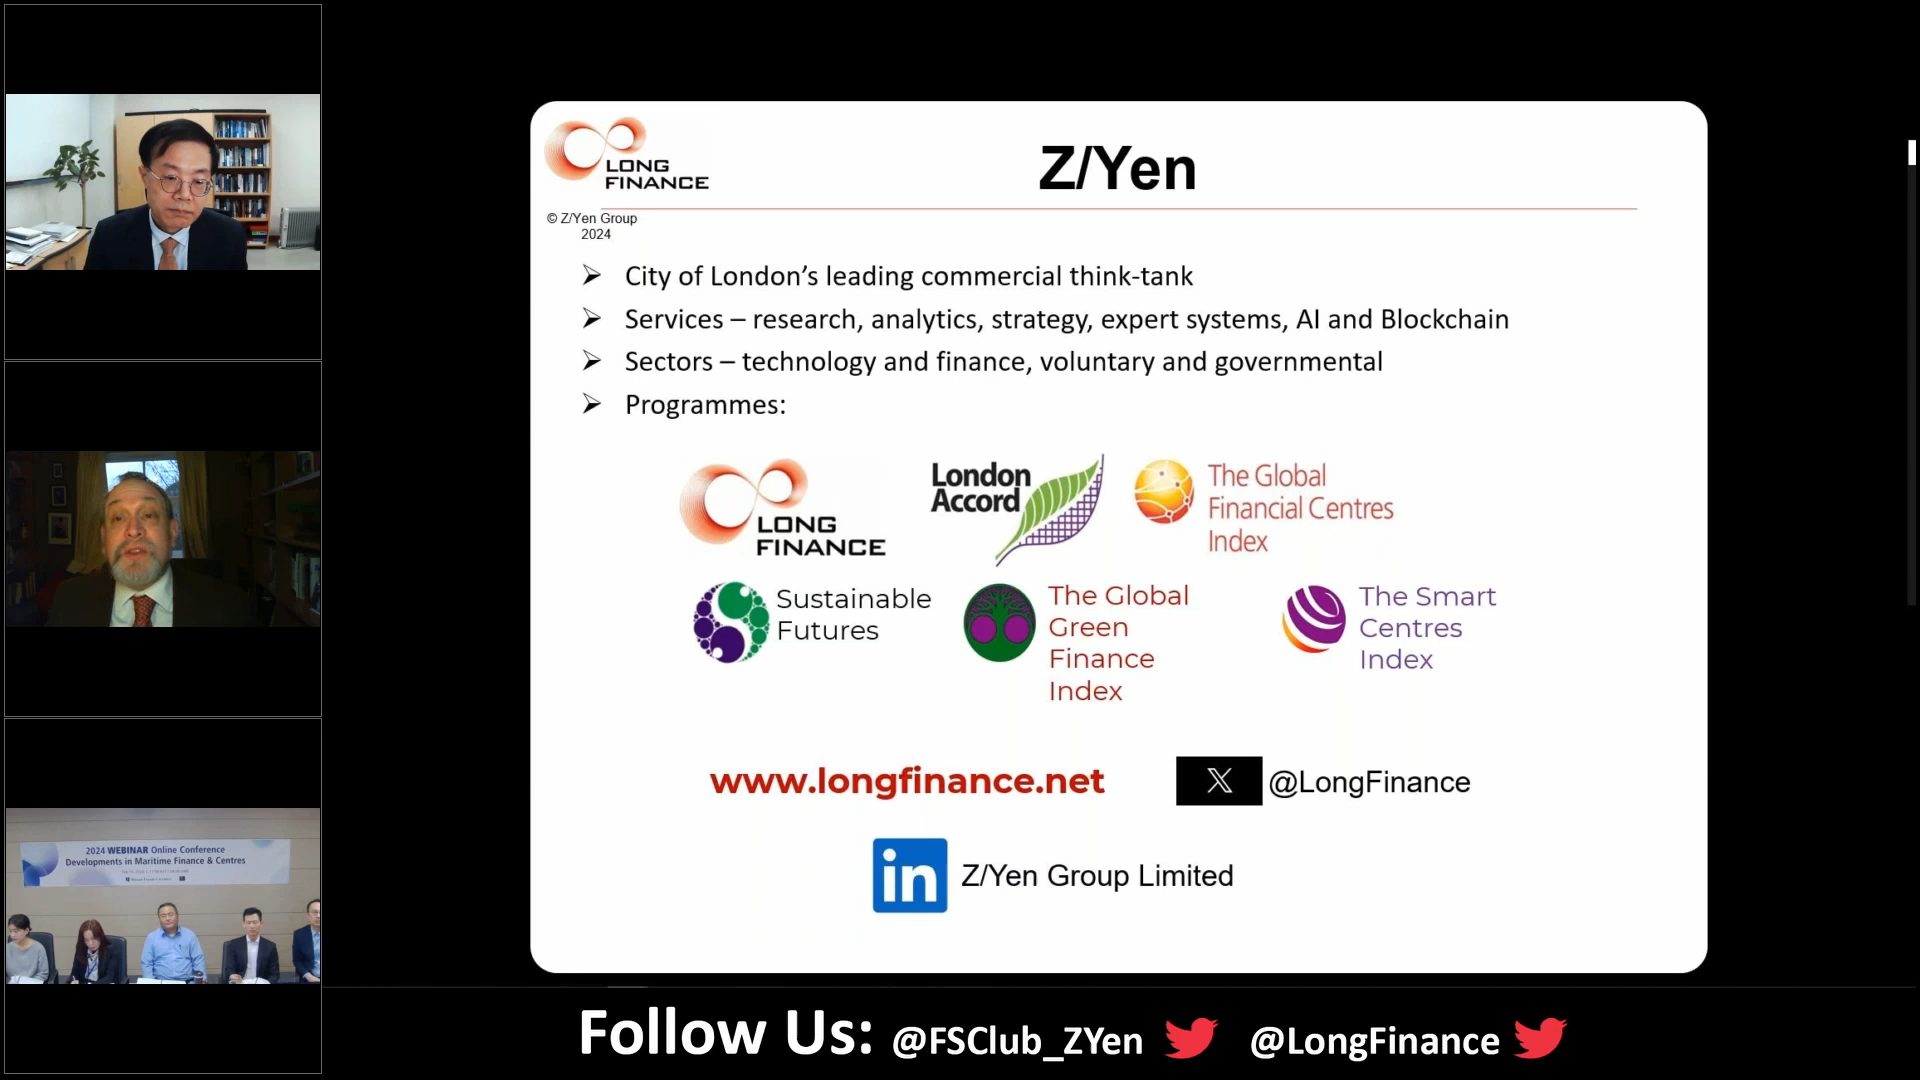 2024 WEBINAR Online Conference
Developments in Maritime Finance & Centres
LONG
FINANCE
Z/Yen
© Z/Yen Group
2024
City of London’s leading commercial think-tank
Services – research, analytics, strategy, expert systems, AI and Blockchain
Sectors – technology and finance, voluntary and governmental
Programmes:
LONG
FINANCE
London
Accord
The Global
Financial Centres
Index
Sustainable
Futures
The Global
Green
Finance
Index
The Smart
Centres
Index
www.longfinance.net
X @LongFinance
in Z/Yen Group Limited
Follow Us: @FSClub_ZYen @LongFinance